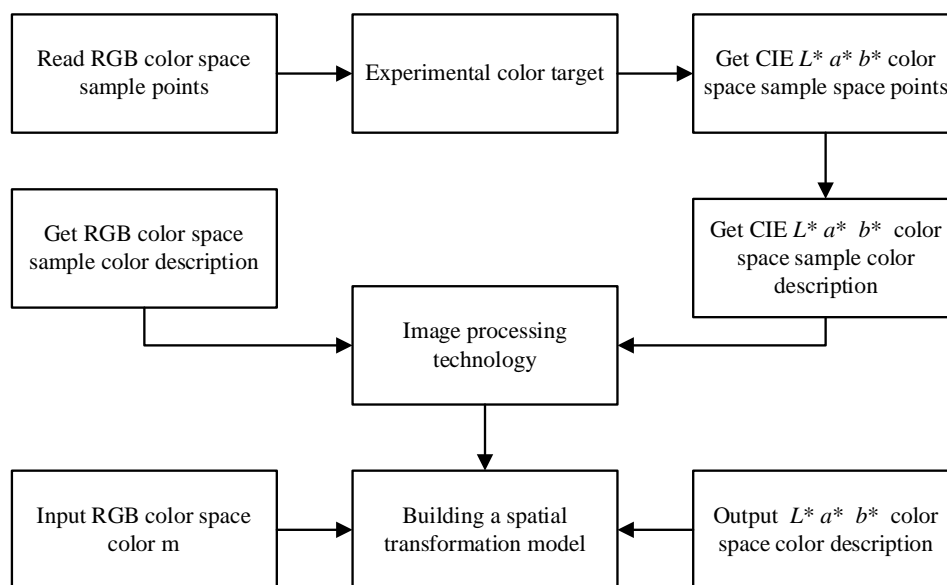 Read RGB color space
sample points
Experimental color target
Get CIE L* a* b* color
space sample space points
Get RGB color space
sample color description
Get CIE L* a* b* color
space sample color
description
Image processing
technology
Input RGB color space
color m
Building a spatial
transformation model
Output L* a* b* color
space color description